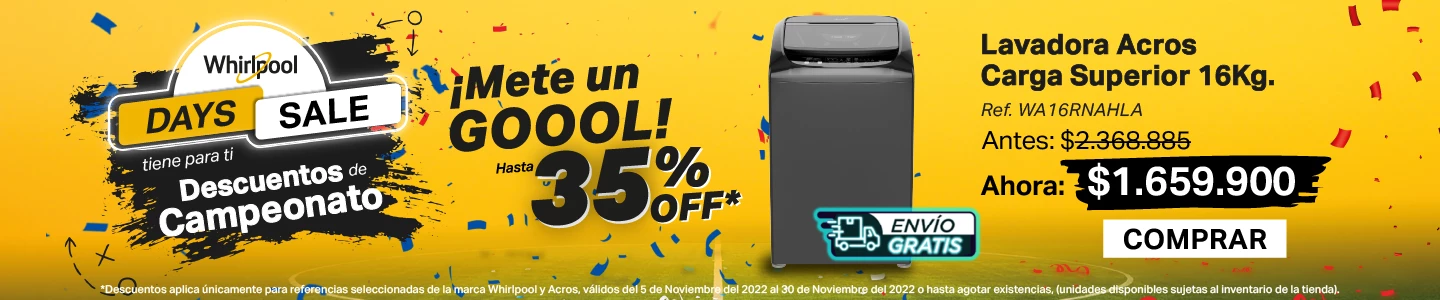 Whirlpool
DAYS SALE
tiene para ti
Descuentos de
Campeonato
¡Mete un
GOOOL!
Hasta
35% OFF*
ENVÍO
GRATIS
Lavadora Acros
Carga Superior 16Kg.
Ref. WA16RNAHLA
Antes: $2.368.885
Ahora: $1.659.900
COMPRAR
*Descuentos aplica únicamente para referencias seleccionadas de la marca Whirlpool y Acros, válidos del 5 de Noviembre del 2022 al 30 de Noviembre del 2022 o hasta agotar existencias, (unidades disponibles sujetas al inventario de la tienda).